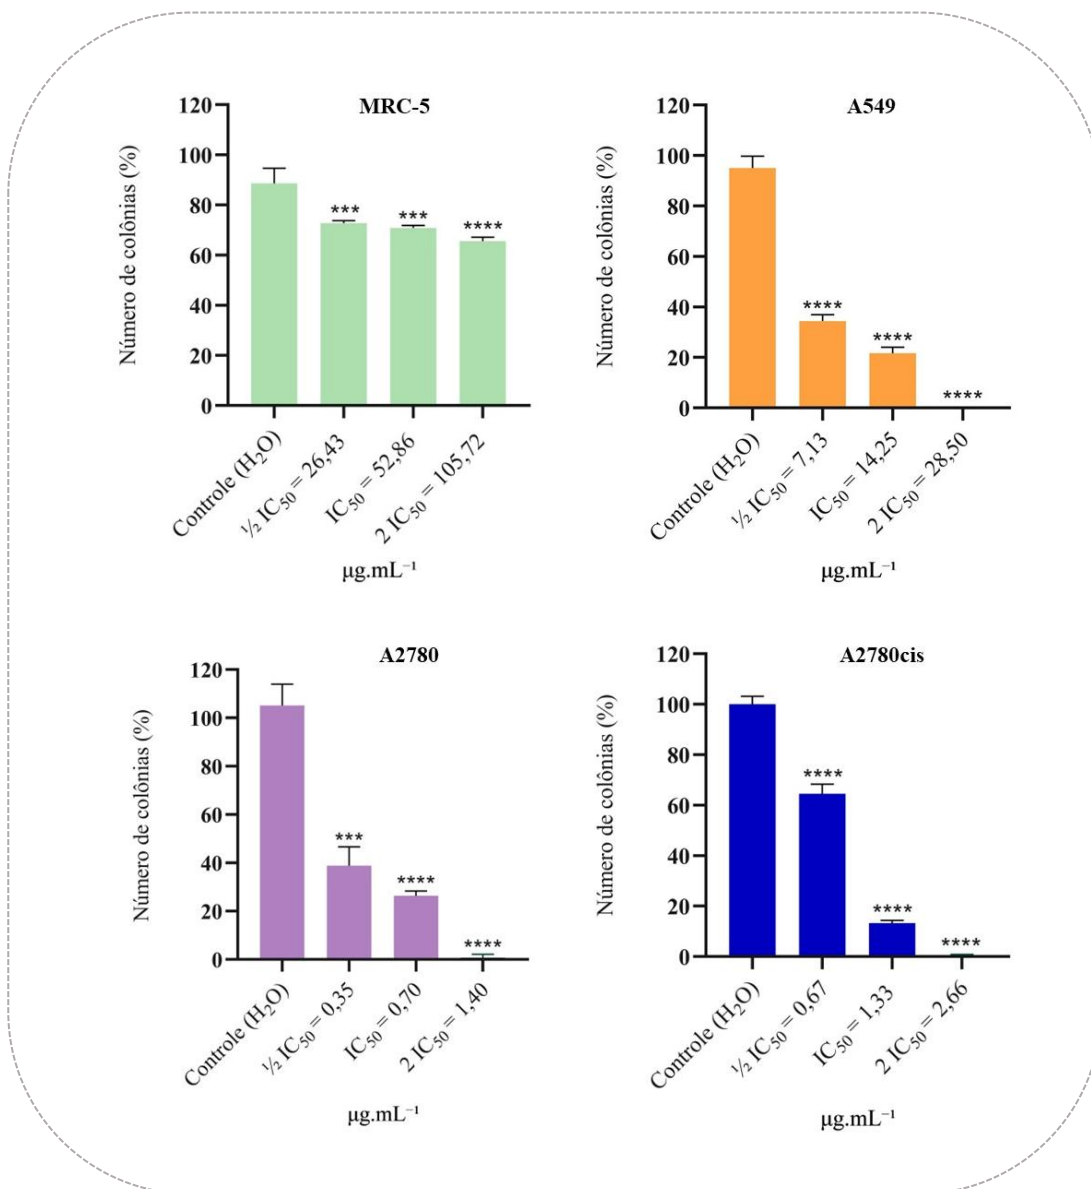 MRC-5
Número de colônias (%)
120
100
80
60
40
20
0
***
***
****
Controle (H₂O)
½ IC₅₀ = 26,43
IC₅₀ = 52,86
2 IC₅₀ = 105,72
µg.mL⁻¹
A549
Número de colônias (%)
120
100
80
60
40
20
0
****
****
****
Controle (H₂O)
½ IC₅₀ = 7,13
IC₅₀ = 14,25
2 IC₅₀ = 28,50
µg.mL⁻¹
A2780
Número de colônias (%)
120
100
80
60
40
20
0
***
****
****
Controle (H₂O)
½ IC₅₀ = 0,35
IC₅₀ = 0,70
2 IC₅₀ = 1,40
µg.mL⁻¹
A2780cis
Número de colônias (%)
120
100
80
60
40
20
0
****
****
****
Controle (H₂O)
½ IC₅₀ = 0,67
IC₅₀ = 1,33
2 IC₅₀ = 2,66
µg.mL⁻¹